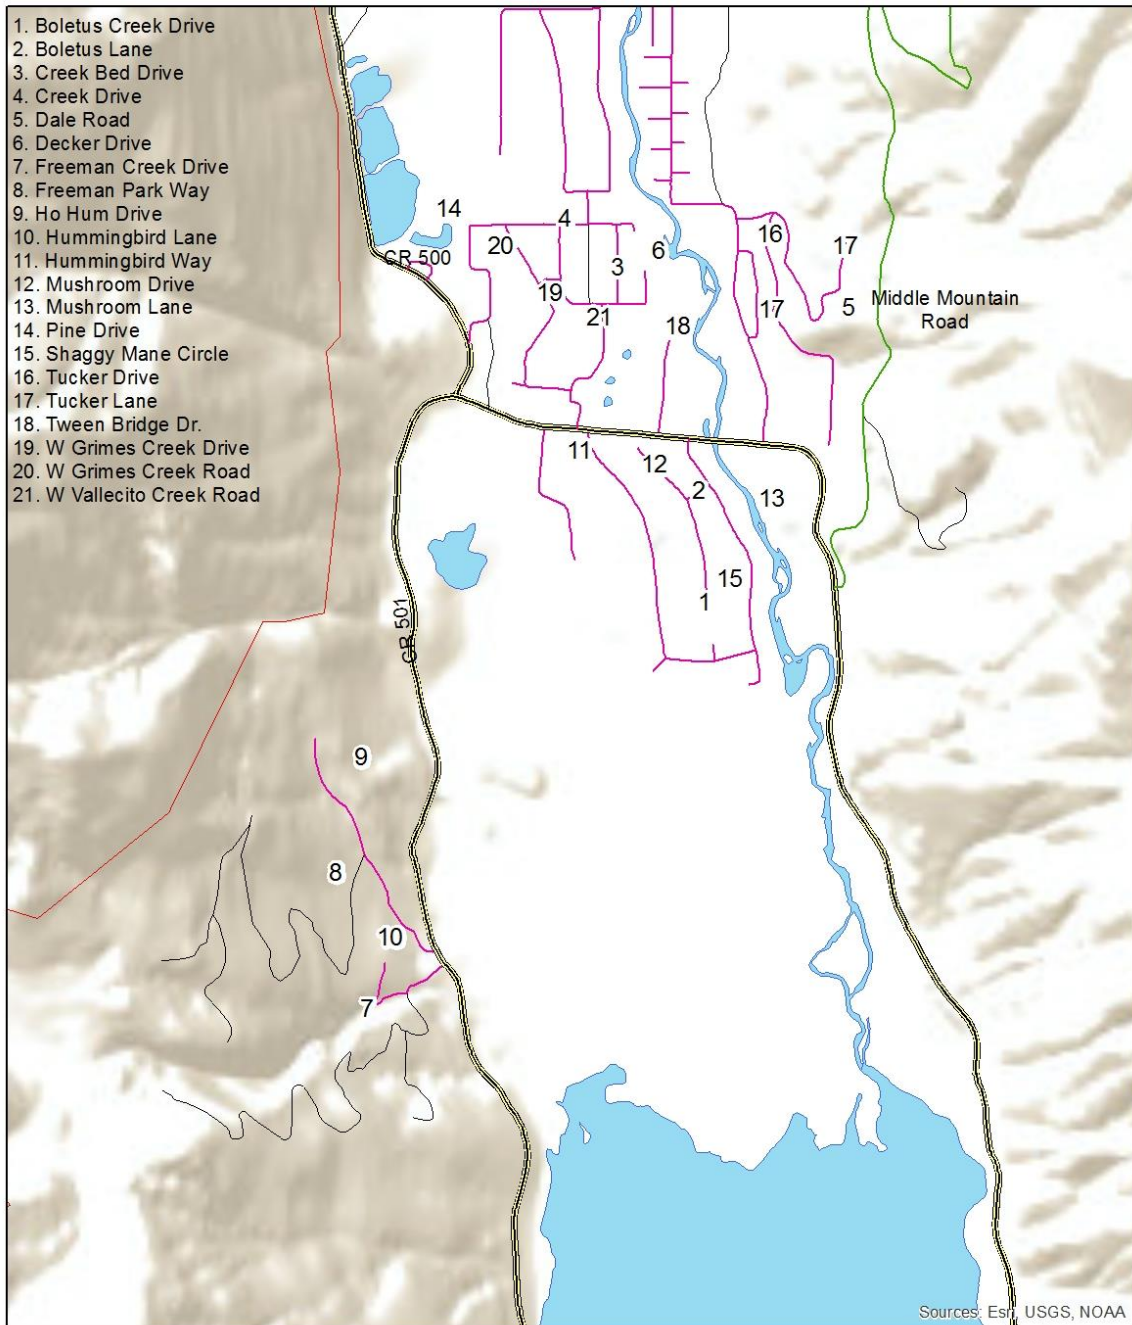 1. Boletus Creek Drive
2. Boletus Lane
3. Creek Bed Drive
4. Creek Drive
5. Dale Road
6. Decker Drive
7. Freeman Creek Drive
8. Freeman Park Way
9. Ho Hum Drive
10. Hummingbird Lane
11. Hummingbird Way
12. Mushroom Drive
13. Mushroom Lane
14. Pine Drive
15. Shaggy Mane Circle
16. Tucker Drive
17. Tucker Lane
18. Tween Bridge Dr.
19. W Grimes Creek Drive
20. W Grimes Creek Road
21. W Vallecito Creek Road
14
4
16
20
6
17
CR 500
3
19
Middle Mountain
Road
5
17
21
18
11
12
2
13
15
1
CR 501
9
8
10
7
Sources: Esri, USGS, NOAA